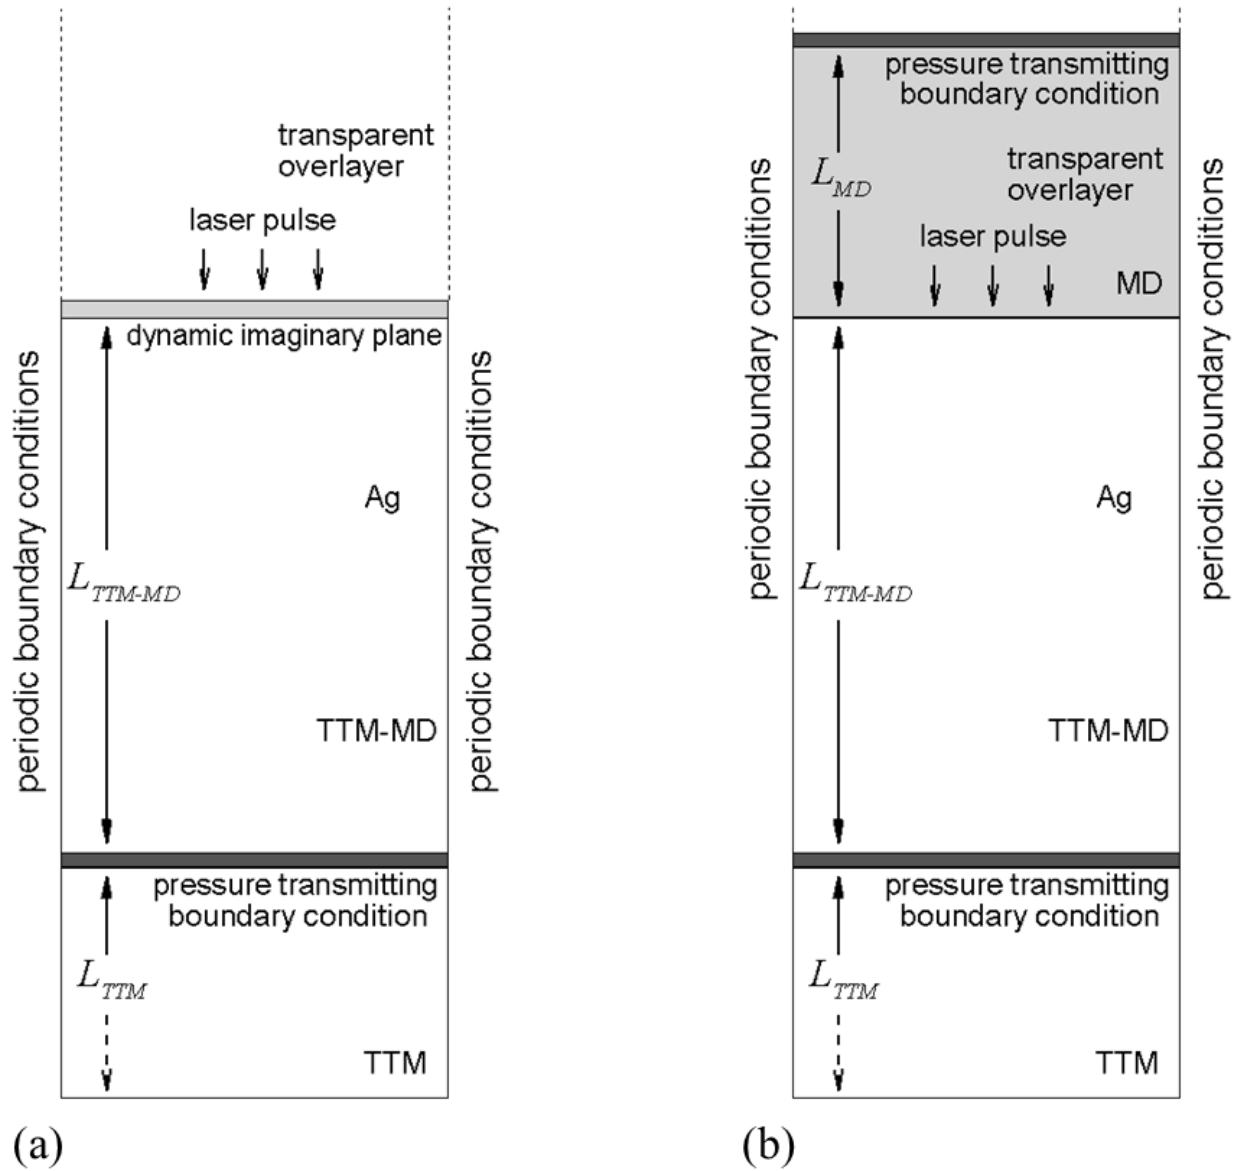 transparent
overlayer
laser pulse
dynamic imaginary plane
periodic boundary conditions
periodic boundary conditions
Ag
L_TTM-MD
TTM-MD
pressure transmitting
boundary condition
L_TTM
TTM
(a)
pressure transmitting
boundary condition
L_MD
transparent
overlayer
laser pulse
MD
periodic boundary conditions
periodic boundary conditions
Ag
L_TTM-MD
TTM-MD
pressure transmitting
boundary condition
L_TTM
TTM
(b)